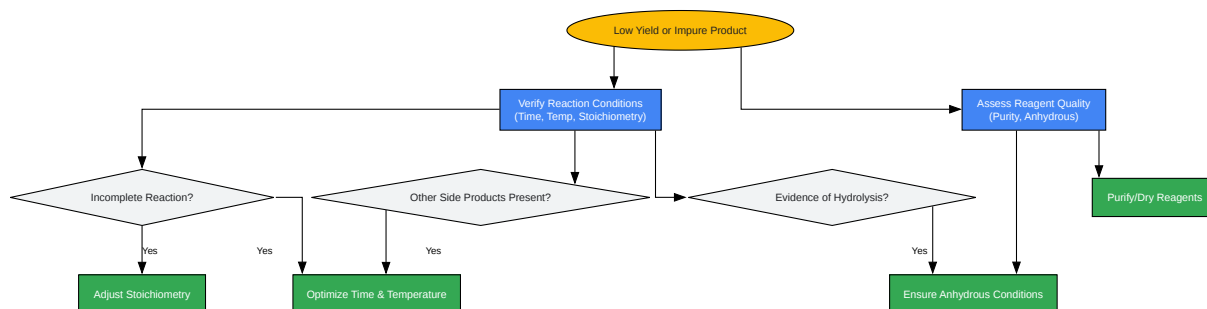 Low Yield or Impure Product
Verify Reaction Conditions
(Time, Temp, Stoichiometry)
Assess Reagent Quality
(Purity, Anhydrous)
Incomplete Reaction?
Other Side Products Present?
Evidence of Hydrolysis?
Purify/Dry Reagents
Yes
Yes
Yes
Yes
Adjust Stoichiometry
Optimize Time & Temperature
Ensure Anhydrous Conditions